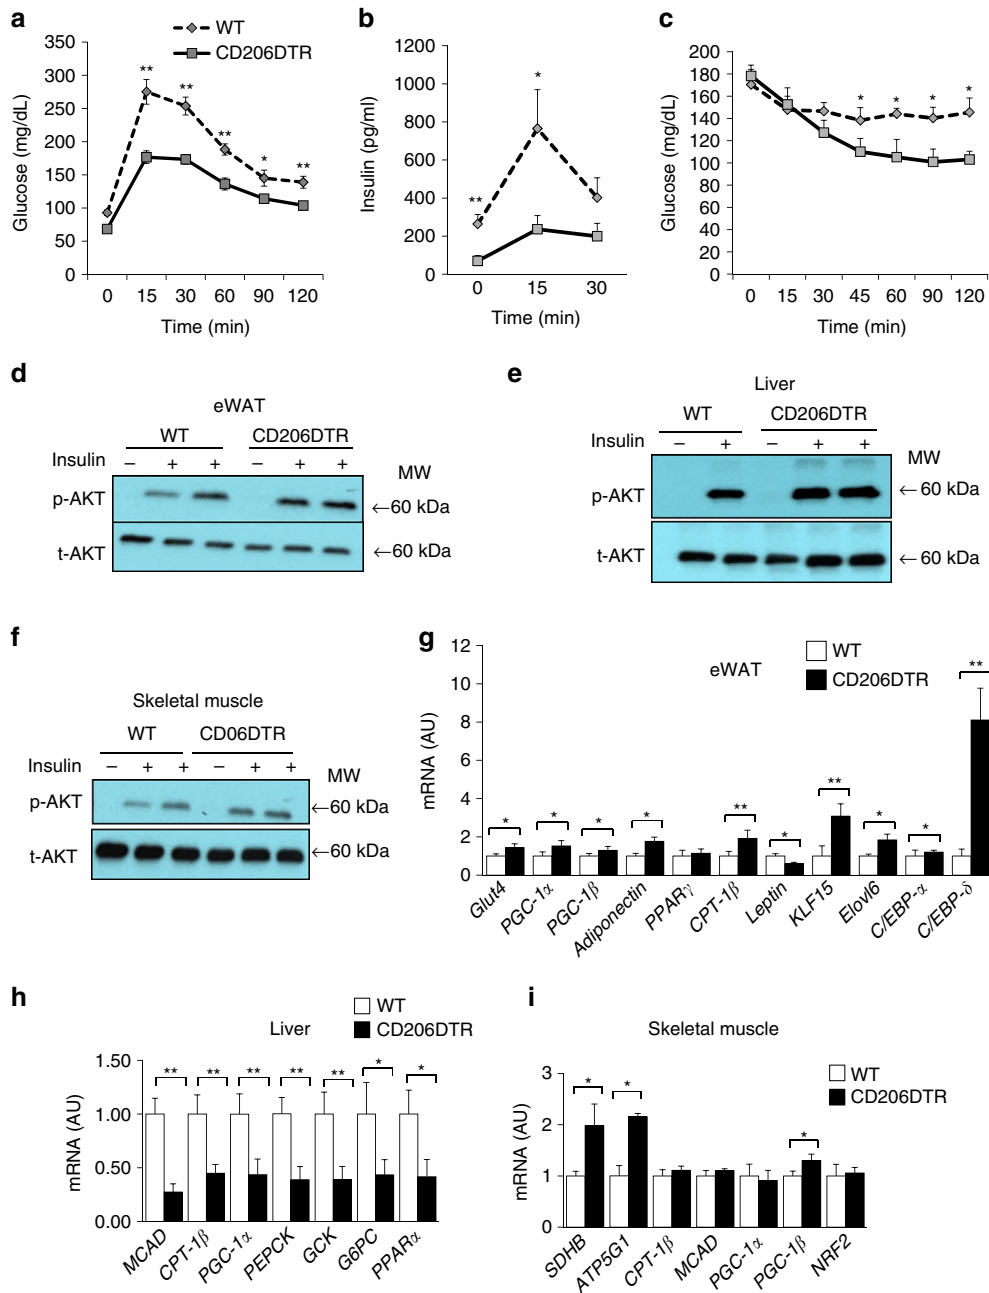 a
WT
CD206DTR
350
300
250
200
150
100
50
0
Glucose (mg/dL)
**
**
**
*
**
0 15 30 60 90 120
Time (min)
b
1200
1000
800
600
400
200
0
Insulin (pg/ml)
**
*
0 15 30
Time (min)
c
200
180
160
140
120
100
80
60
40
20
0
Glucose (mg/dL)
* * * *
0 15 30 45 60 90 120
Time (min)
d
eWAT
WT CD206DTR
Insulin − + + − + +
MW
p-AKT ←60 kDa
t-AKT ←60 kDa
e
Liver
WT CD206DTR
Insulin − + − + +
MW
p-AKT ←60 kDa
t-AKT ←60 kDa
f
Skeletal muscle
WT CD06DTR
Insulin − + + − + +
MW
p-AKT ←60 kDa
t-AKT ←60 kDa
g
eWAT
WT
CD206DTR
12
10
8
6
4
2
0
mRNA (AU)
* * * * ** * ** * * **
Glut4 PGC-1α PGC-1β Adiponectin PPARγ CPT-1β Leptin KLF15 Elovl6 C/EBP-α C/EBP-δ
h
Liver
WT
CD206DTR
1.50
1.00
0.50
0.00
mRNA (AU)
** ** ** ** ** * *
MCAD CPT-1β PGC-1α PEPCK GCK G6PC PPARα
i
Skeletal muscle
WT
CD206DTR
3
2
1
0
mRNA (AU)
* * *
SDHB ATP5G1 CPT-1β MCAD PGC-1α PGC-1β NRF2